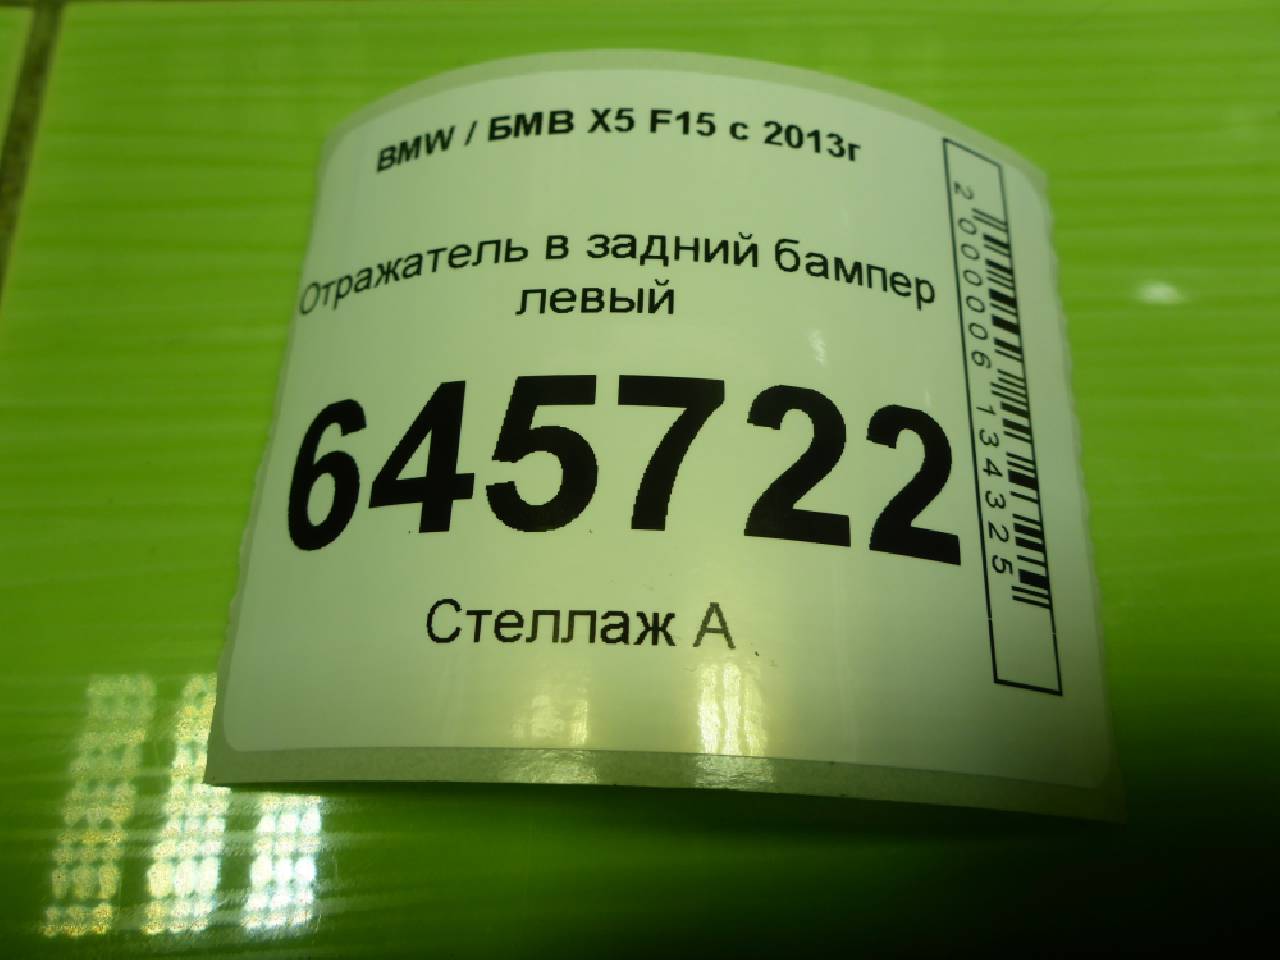 BMW / БМВ X5 F15 с 2013г
Отражатель в задний бампер
левый
645722
Стеллаж А
2000006134325